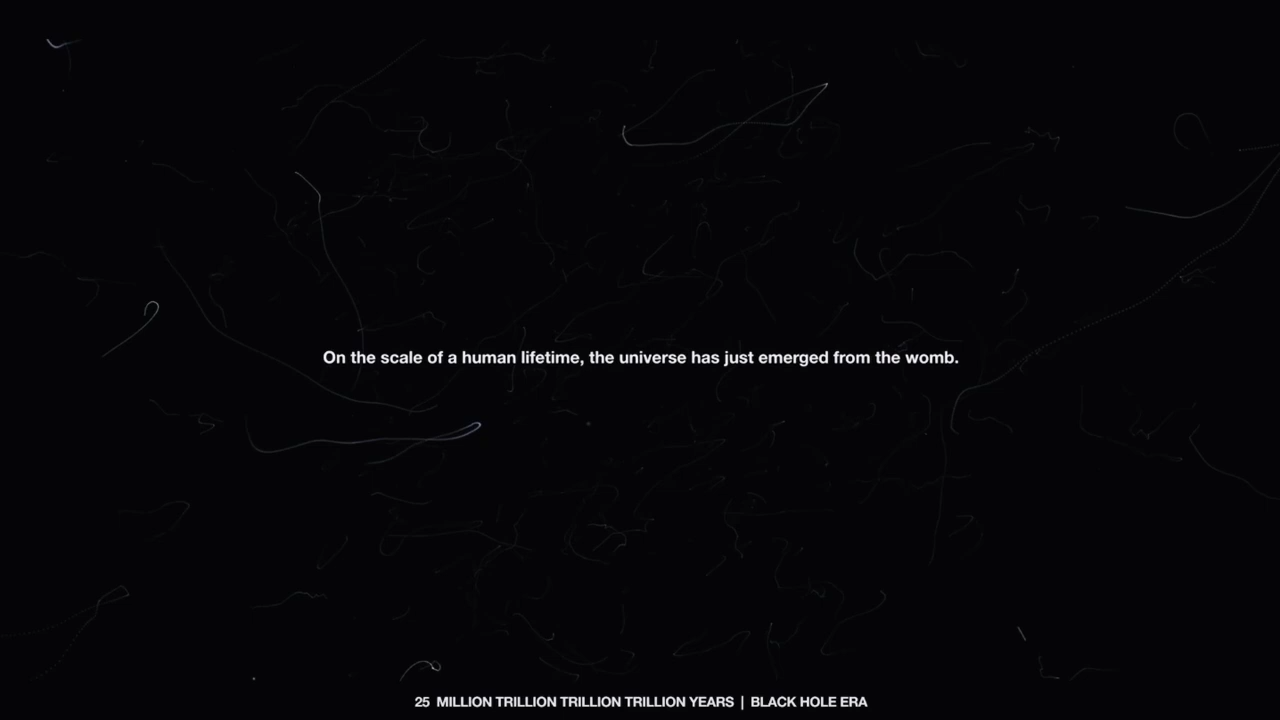 On the scale of a human lifetime, the universe has just emerged from the womb.
25 MILLION TRILLION TRILLION TRILLION YEARS | BLACK HOLE ERA